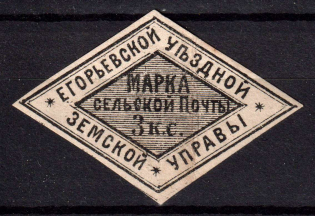 ЕГОРЬЕВСКОЙ УѢЗДНОЙ
МАРКА
СЕЛЬСКОЙ ПОЧТЫ
3 к. с.
ЗЕМСКОЙ УПРАВЫ